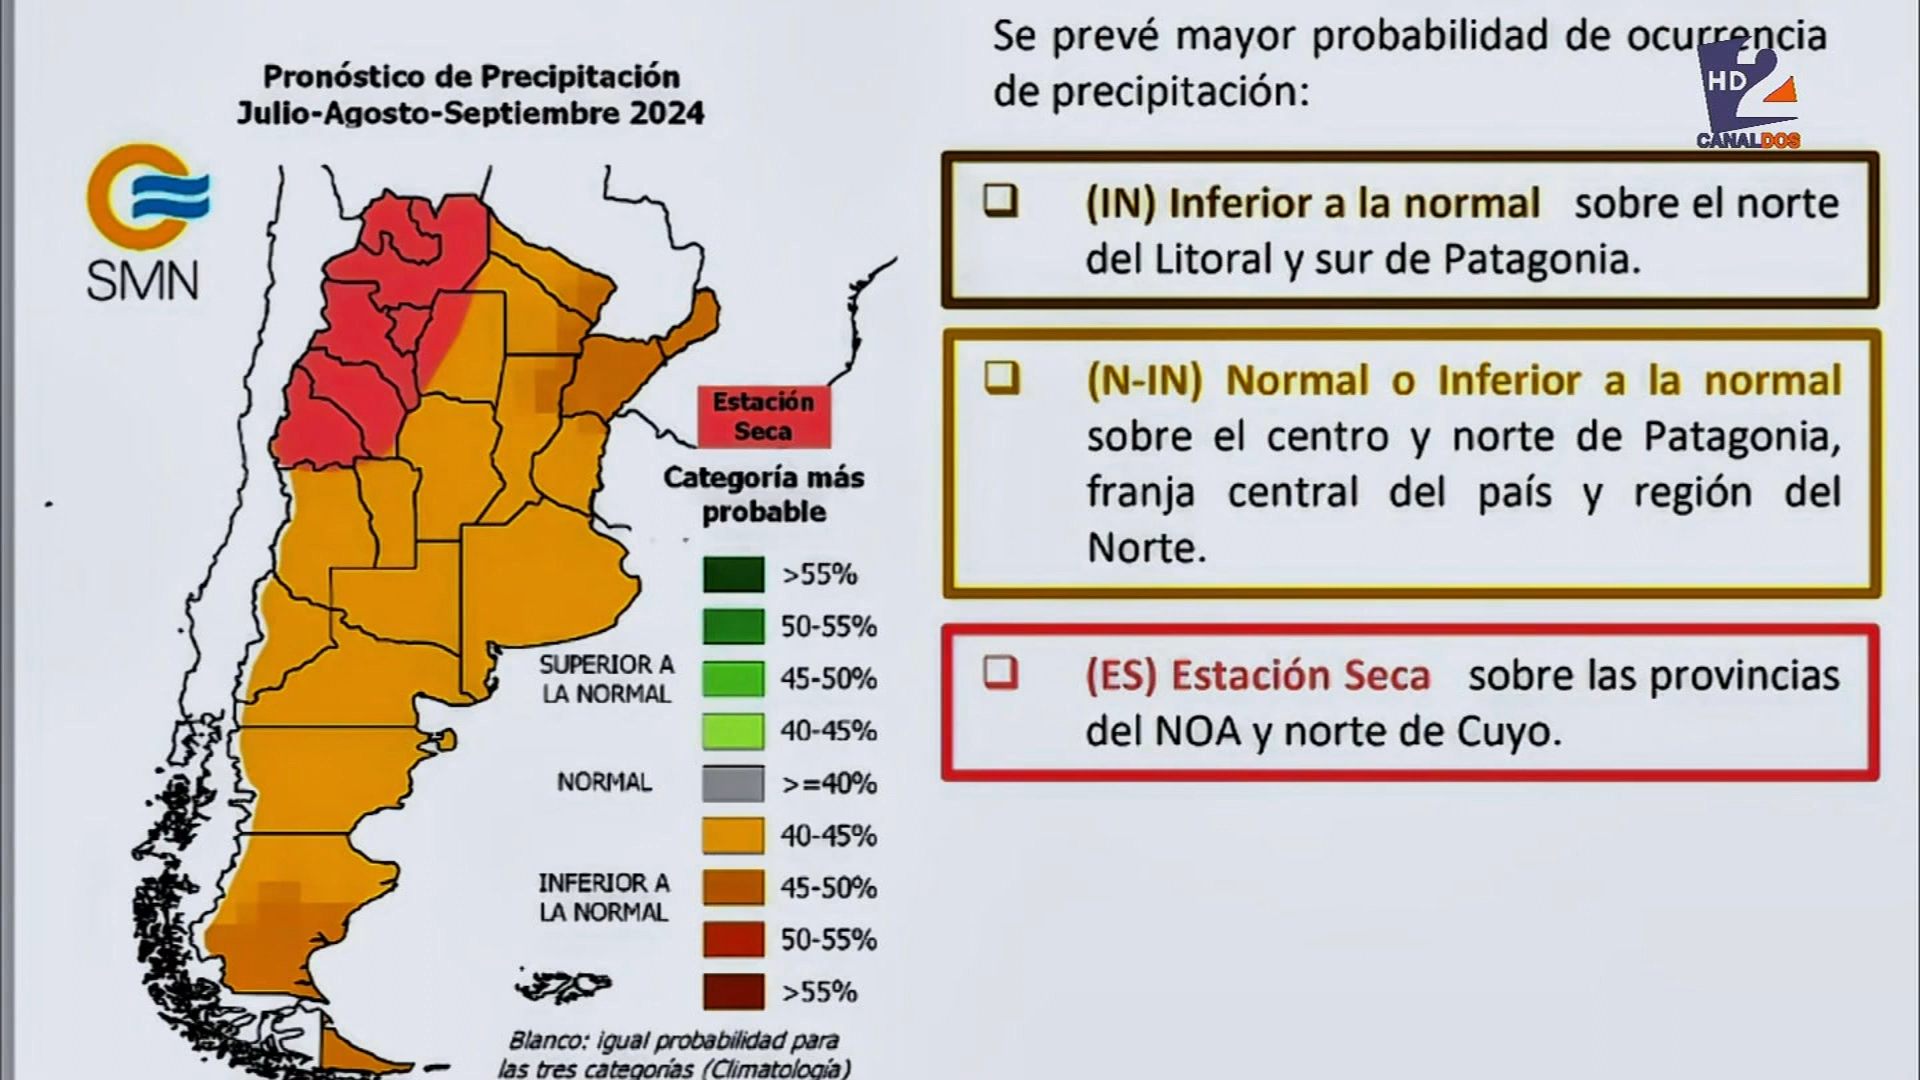 Pronóstico de Precipitación
Julio-Agosto-Septiembre 2024
SMN
Estación
Seca
Categoría más
probable
>55%
50-55%
SUPERIOR A
LA NORMAL
45-50%
40-45%
NORMAL
>=40%
40-45%
INFERIOR A
LA NORMAL
45-50%
50-55%
>55%
Blanco: igual probabilidad para
las tres categorías (Climatología)
Se prevé mayor probabilidad de ocurrencia
de precipitación:
HD 2
CANALDOS
(IN) Inferior a la normal sobre el norte
del Litoral y sur de Patagonia.
(N-IN) Normal o Inferior a la normal
sobre el centro y norte de Patagonia,
franja central del país y región del
Norte.
(ES) Estación Seca sobre las provincias
del NOA y norte de Cuyo.